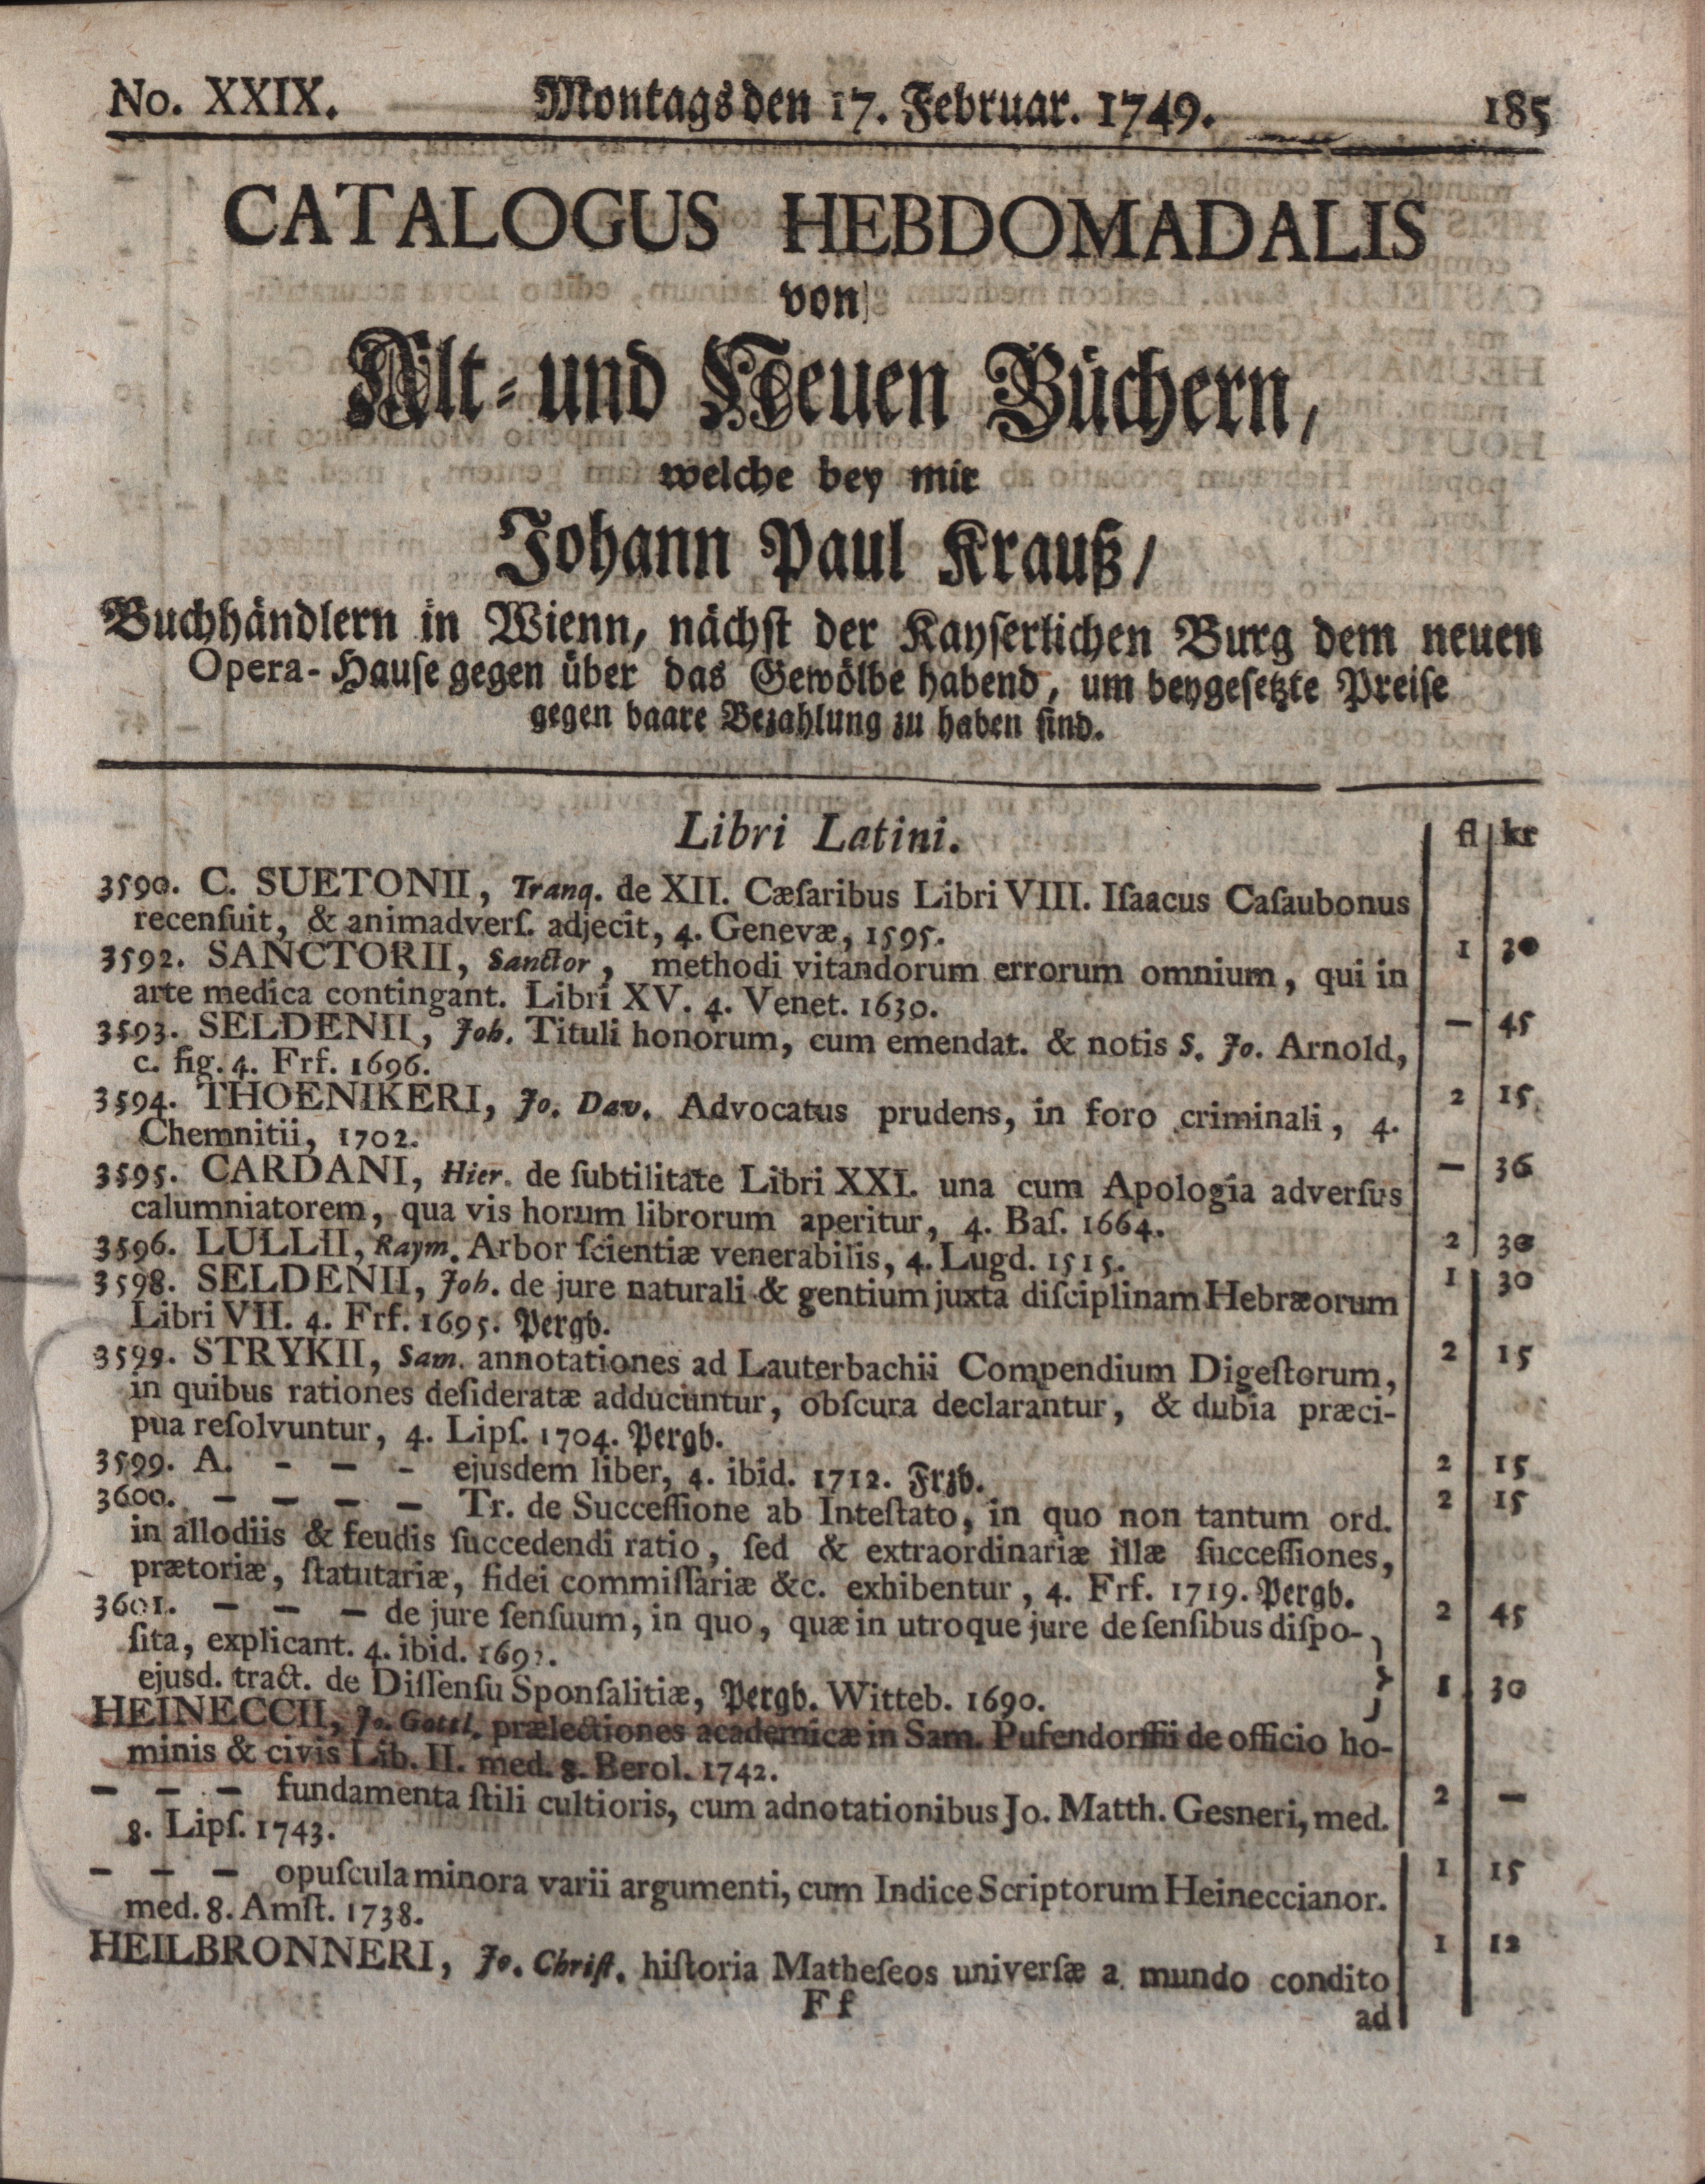 No. XXIX. Montags den 17. Februar. 1749. 185
CATALOGUS HEBDOMADALIS
von
Alt- und Neuen Büchern,
welche bey mir
Johann Paul Krauß,
Buchhändlern in Wienn, nächst der Kayserlichen Burg dem neuen
Opera-Hause gegen über das Gewölbe habend, um beygesetzte Preise
gegen baare Bezahlung zu haben sind.
Libri Latini. fl kr
3590. C. SUETONII, Tranq. de XII. Cæſaribus Libri VIII. Iſaacus Caſaubonus
recenſuit, & animadverſ. adjecit, 4. Genevæ, 1595. 1 30
3592. SANCTORII, Sanctor, methodi vitandorum errorum omnium, qui in
arte medica contingant. Libri XV. 4. Venet. 1630. — 45
3593. SELDENII, Joh. Tituli honorum, cum emendat. & notis S. Jo. Arnold,
c. fig. 4. Frf. 1696. 2 15
3594. THOENIKERI, Jo. Dav. Advocatus prudens, in foro criminali, 4.
Chemnitii, 1702. — 36
3595. CARDANI, Hier. de ſubtilitate Libri XXI. una cum Apologia adverſus
calumniatorem, qua vis horum librorum aperitur, 4. Baſ. 1664. 2 30
3596. LULLII, Raym. Arbor ſcientiæ venerabilis, 4. Lugd. 1515. 1 30
3598. SELDENII, Joh. de jure naturali & gentium juxta diſciplinam Hebræorum
Libri VII. 4. Frf. 1695. Pergb. 2 15
3599. STRYKII, Sam. annotationes ad Lauterbachii Compendium Digeſtorum,
in quibus rationes deſideratæ adducuntur, obſcura declarantur, & dubia præci-
pua reſolvuntur, 4. Lipſ. 1704. Pergb. 2 15
3599. A. - — - ejusdem liber, 4. ibid. 1712. Frzb. 2 15
3600. — — — — Tr. de Succeſſione ab Inteſtato, in quo non tantum ord.
in allodiis & feudis ſuccedendi ratio, ſed & extraordinariæ illæ ſucceſſiones,
prætoriæ, ſtatutariæ, fidei commiſſariæ &c. exhibentur, 4. Frf. 1719. Pergb. 2 45
3601. — — — de jure ſenſuum, in quo, quæ in utroque jure de ſenſibus diſpo-
ſita, explicant. 4. ibid.
ejusd. tract. de Diſſenſu Sponſalitiæ, Pergb. Witteb. 1690. } 1 30
HEINECCII, Jo. Gottl. prælectiones academicæ in Sam. Pufendorffii de officio ho-
minis & civis Lib. II. med. 8. Berol. 1742. 2 —
— — — fundamenta ſtili cultioris, cum adnotationibus Jo. Matth. Gesneri, med.
8. Lipſ. 1743. 1 15
— — — opuſcula minora varii argumenti, cum Indice Scriptorum Heineccianor.
med. 8. Amſt. 1738. 1 12
HEILBRONNERI, Jo. Chriſt. hiſtoria Matheſeos univerſæ a mundo condito
F f ad